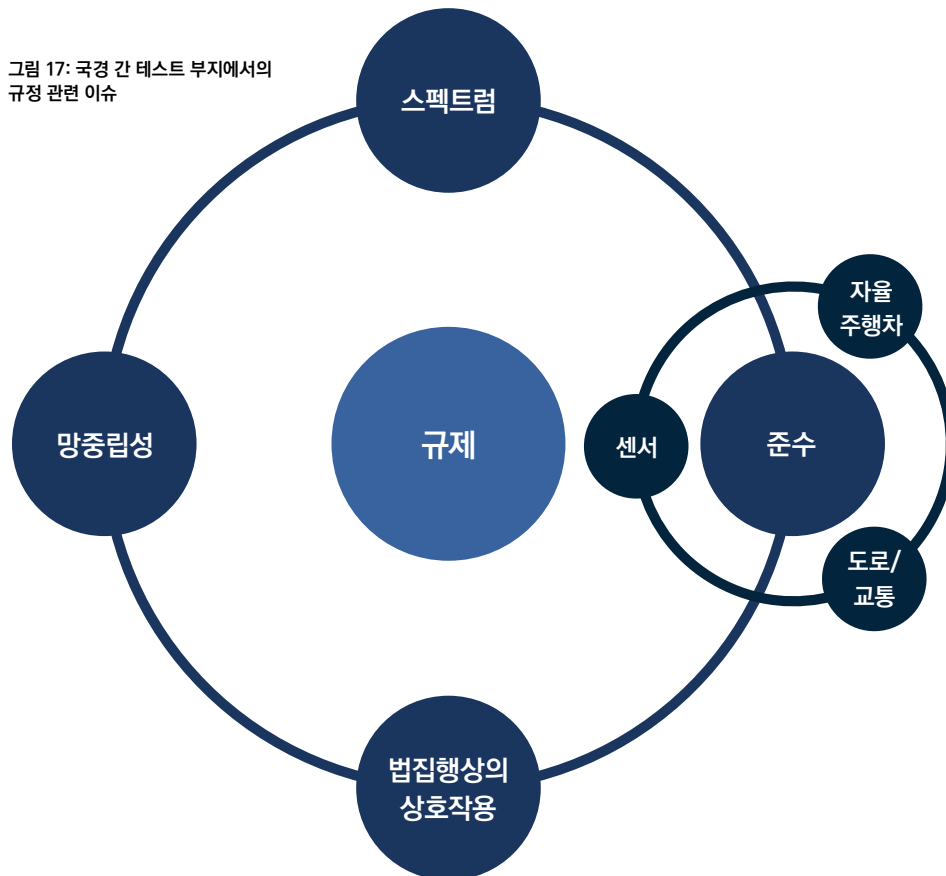 그림 17: 국경 간 테스트 부지에서의
규정 관련 이슈
스펙트럼
자율
주행차
망중립성
규제
센서
준수
도로/
교통
법집행상의
상호작용